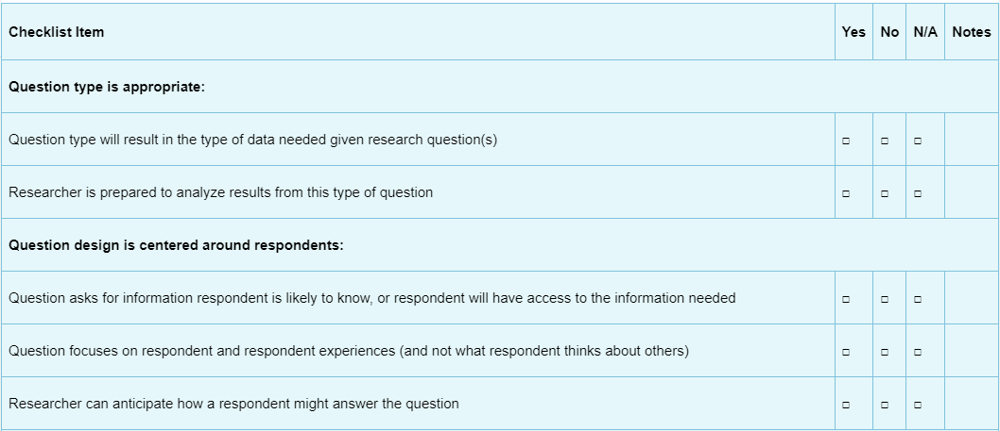 Checklist Item Yes No N/A Notes
Question type is appropriate:
Question type will result in the type of data needed given research question(s)
Researcher is prepared to analyze results from this type of question
Question design is centered around respondents:
Question asks for information respondent is likely to know, or respondent will have access to the information needed
Question focuses on respondent and respondent experiences (and not what respondent thinks about others)
Researcher can anticipate how a respondent might answer the question